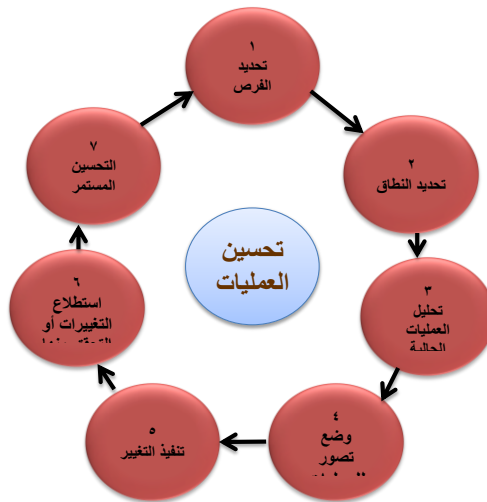 ١
تحديد
الفرص
٢
تحديد النطاق
٣
تحليل
العمليات
الحالية
٤
وضع
تصور
٥
تنفيذ التغيير
٦
استطلاع
التغييرات أو
٧
التحسين
المستمر
تحسين
العمليات